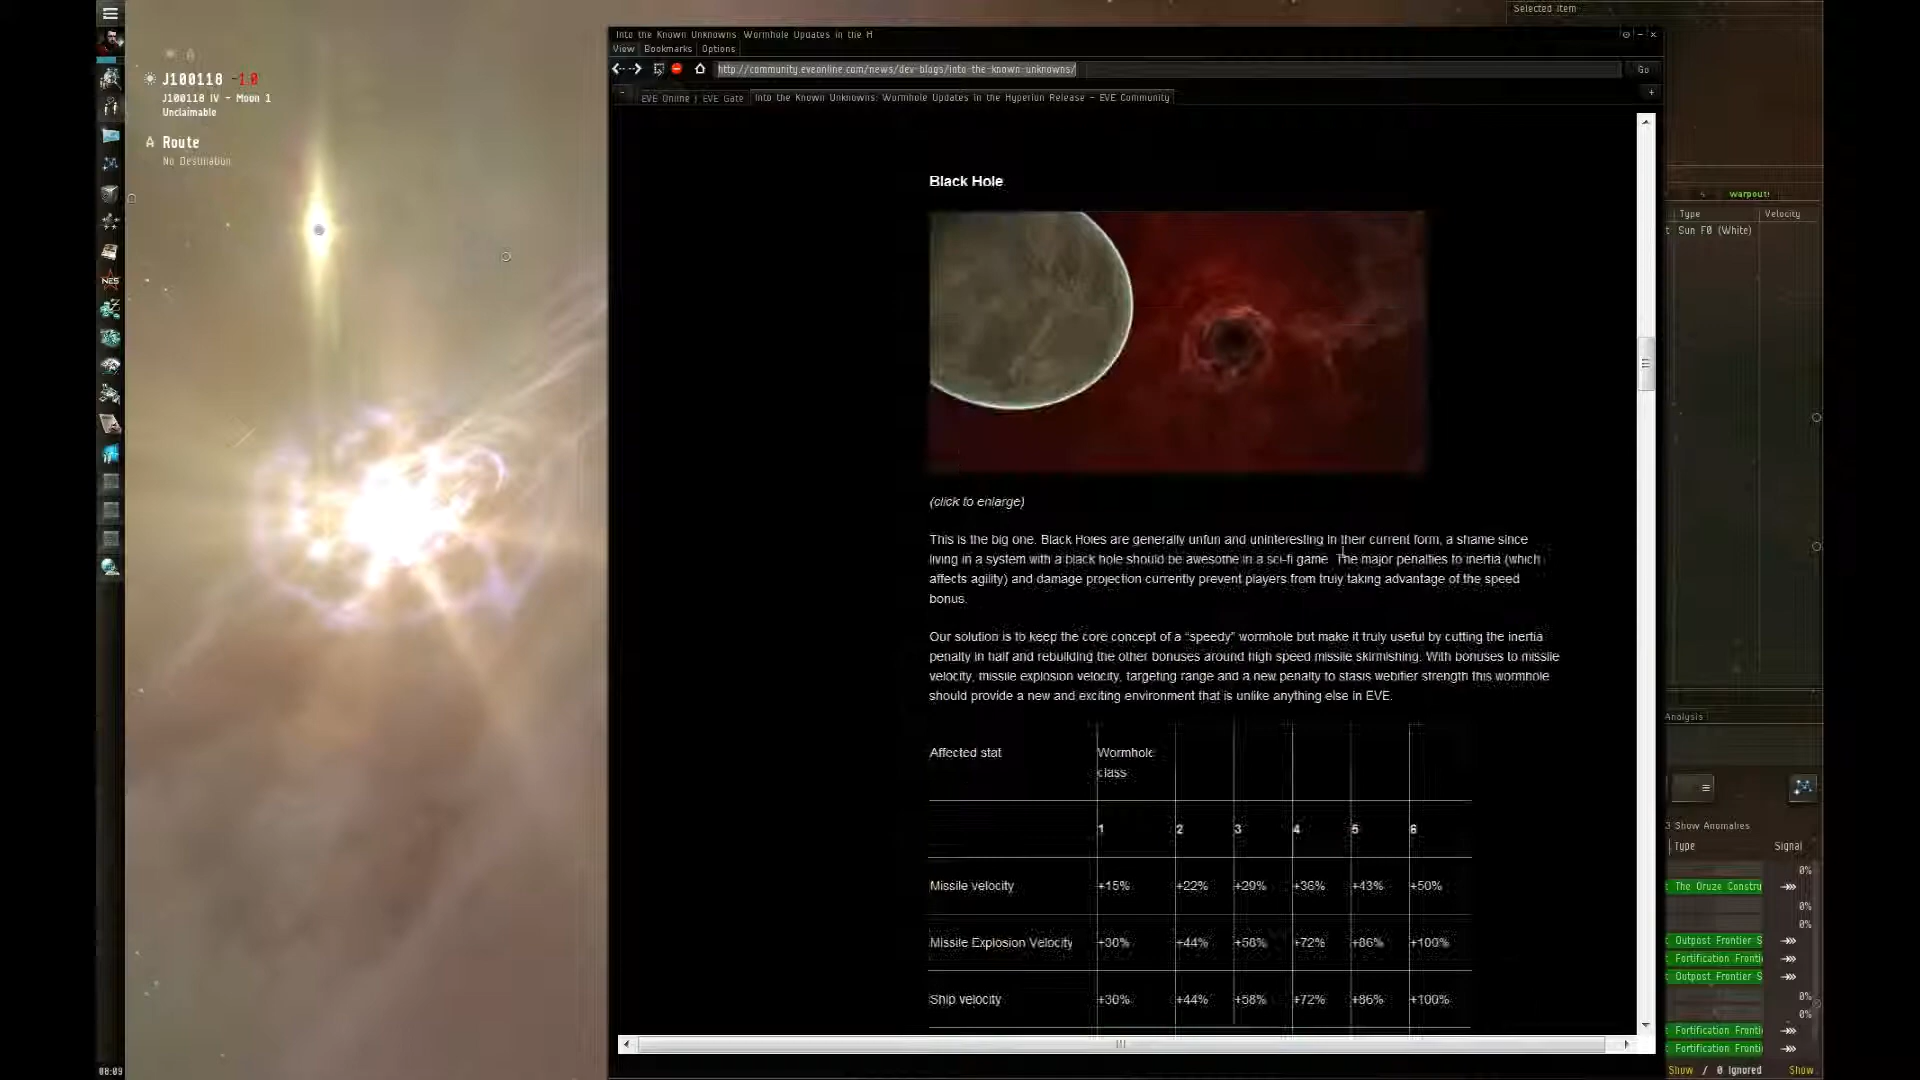 Selected Item
J100118 -1.0
J100118 IV - Moon 1
Unclaimable
Route
No Destination
NES
08:09
Into the Known Unknowns: Wormhole Updates in the H
View Bookmarks Options
http://community.eveonline.com/news/dev-blogs/into-the-known-unknowns/
Go
EVE Online | EVE Gate
Into the Known Unknowns: Wormhole Updates in the Hyperion Release - EVE Community
Black Hole
(click to enlarge)
This is the big one. Black Holes are generally unfun and uninteresting in their current form, a shame since
living in a system with a black hole should be awesome in a sci-fi game. The major penalties to inertia (which
affects agility) and damage projection currently prevent players from truly taking advantage of the speed
bonus.
Our solution is to keep the core concept of a "speedy" wormhole but make it truly useful by cutting the inertia
penalty in half and rebuilding the other bonuses around high speed missile skirmishing. With bonuses to missile
velocity, missile explosion velocity, targeting range and a new penalty to stasis webifier strength this wormhole
should provide a new and exciting environment that is unlike anything else in EVE.
Affected stat Wormhole
class
1 2 3 4 5 6
Missile velocity +15% +22% +29% +36% +43% +50%
Missile Explosion Velocity +30% +44% +58% +72% +86% +100%
Ship velocity +30% +44% +58% +72% +86% +100%
s warpout!
Type Velocity
t Sun F0 (White)
Analysis
3 Show Anomalies
Type Signal
0%
t The Oruze Constru
0%
0%
t Outpost Frontier S
t Fortification Fronti
t Outpost Frontier S
0%
0%
t Fortification Fronti
t Fortification Fronti
Show / 0 Ignored Show